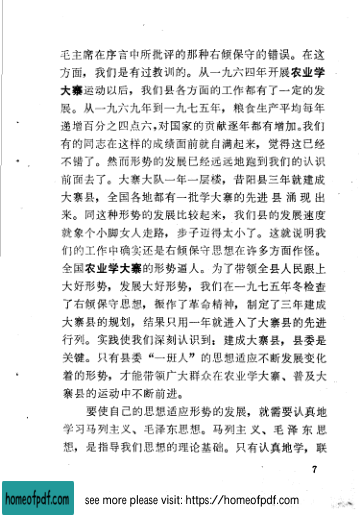 毛主席在序言中所批评的那种右倾保守的错误。在这
方面，我们是有过教训的。从一九六四年开展农业学
大寨运动以后，我们县各方面的工作都有了一定的发
展。从一九六九年到一九七五年，粮食生产平均每年
递增百分之四点六，对国家的贡献逐年都有增加。我们
有的同志在这样的成绩面前就自满起来，觉得这已经
不错了。然而形势的发展已经远远地跑到我们的认识
前面去了。大寨大队一年一层楼，昔阳县三年就建成
大寨县，全国各地都有一批学大寨的先进县涌现出
来。同这种形势的发展比较起来，我们县的发展速度
就象个小脚女人走路，步子迈得太小了。这就说明我
们的工作中确实还是右倾保守思想在许多方面作怪。
全国农业学大寨的形势逼人。为了带领全县人民跟上
大好形势，发展大好形势，我们在一九七五年冬检查
了右倾保守思想，振作了革命精神，制定了三年建成
大寨县的规划，结果只用一年就进入了大寨县的先进
行列。实践使我们深刻认识到：建成大寨县，县委是
关键。只有县委“一班人”的思想适应不断发展变化
着的形势，才能带领广大群众在农业学大寨、普及大
寨县的运动中不断前进。
要使自己的思想适应形势的发展，就需要认真地
学习马列主义、毛泽东思想。马列主义、毛泽东思
想，是指导我们思想的理论基础。只有认真地学，联
7
homeofpdf.com
see more please visit: https://homeofpdf.com